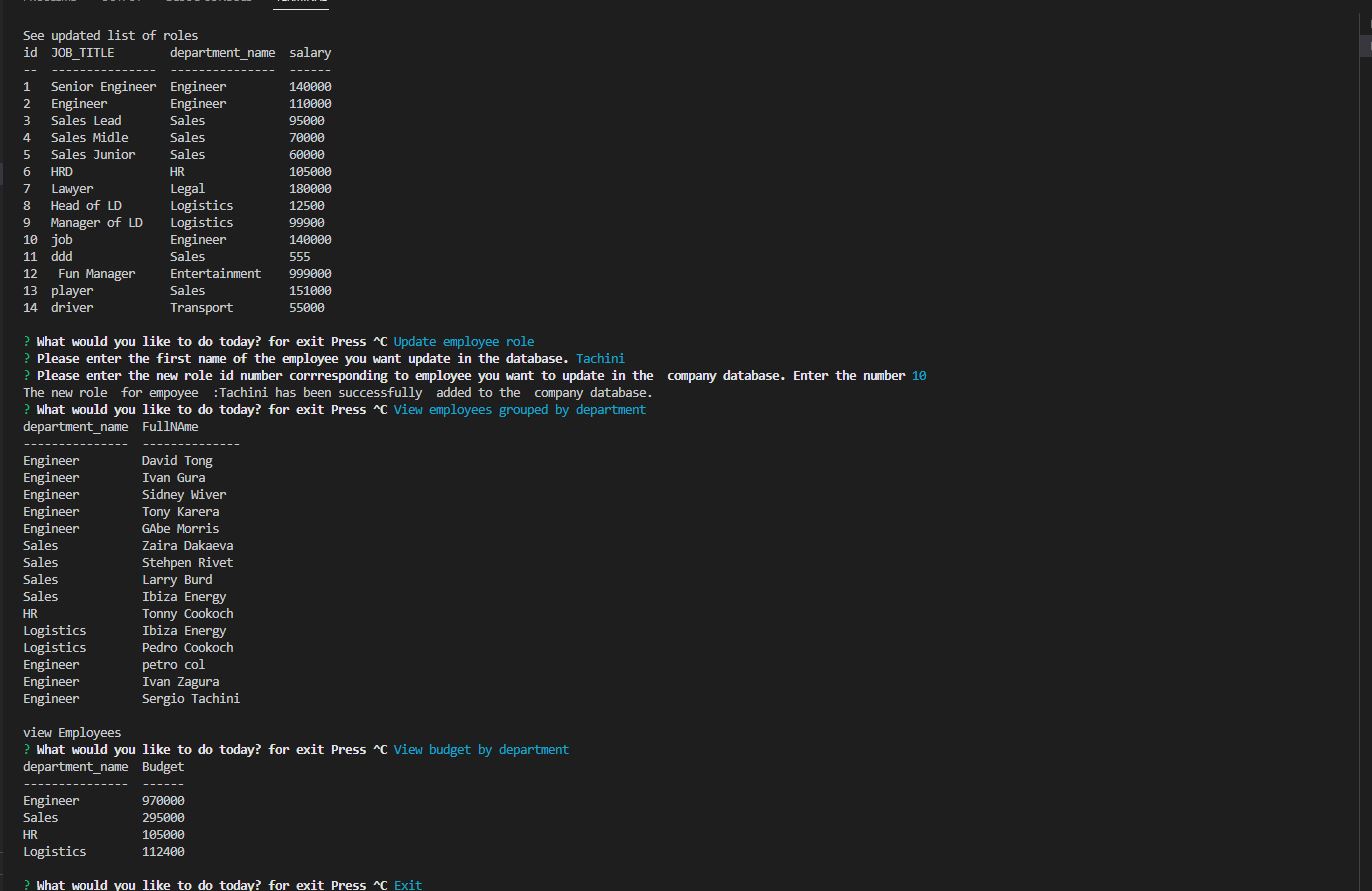 TERMINAL
See updated list of roles
id  JOB_TITLE        department_name  salary
--  ---------------  ---------------  ------
1   Senior Engineer  Engineer         140000
2   Engineer         Engineer         110000
3   Sales Lead       Sales            95000
4   Sales Midle      Sales            70000
5   Sales Junior     Sales            60000
6   HRD              HR               105000
7   Lawyer           Legal            180000
8   Head of LD       Logistics        12500
9   Manager of LD    Logistics        99900
10  job              Engineer         140000
11  ddd              Sales            555
12   Fun Manager     Entertainment    999000
13  player           Sales            151000
14  driver           Transport        55000
? What would you like to do today? for exit Press ^C Update employee role
? Please enter the first name of the employee you want update in the database. Tachini
? Please enter the new role id number corrresponding to employee you want to update in the  company database. Enter the number 10
The new role  for empoyee  :Tachini has been successfully  added to the  company database.
? What would you like to do today? for exit Press ^C View employees grouped by department
department_name  FullNAme
---------------  --------------
Engineer         David Tong
Engineer         Ivan Gura
Engineer         Sidney Wiver
Engineer         Tony Karera
Engineer         GAbe Morris
Sales            Zaira Dakaeva
Sales            Stehpen Rivet
Sales            Larry Burd
Sales            Ibiza Energy
HR               Tonny Cookoch
Logistics        Ibiza Energy
Logistics        Pedro Cookoch
Engineer         petro col
Engineer         Ivan Zagura
Engineer         Sergio Tachini
view Employees
? What would you like to do today? for exit Press ^C View budget by department
department_name  Budget
---------------  ------
Engineer         970000
Sales            295000
HR               105000
Logistics        112400
? What would you like to do today? for exit Press ^C Exit